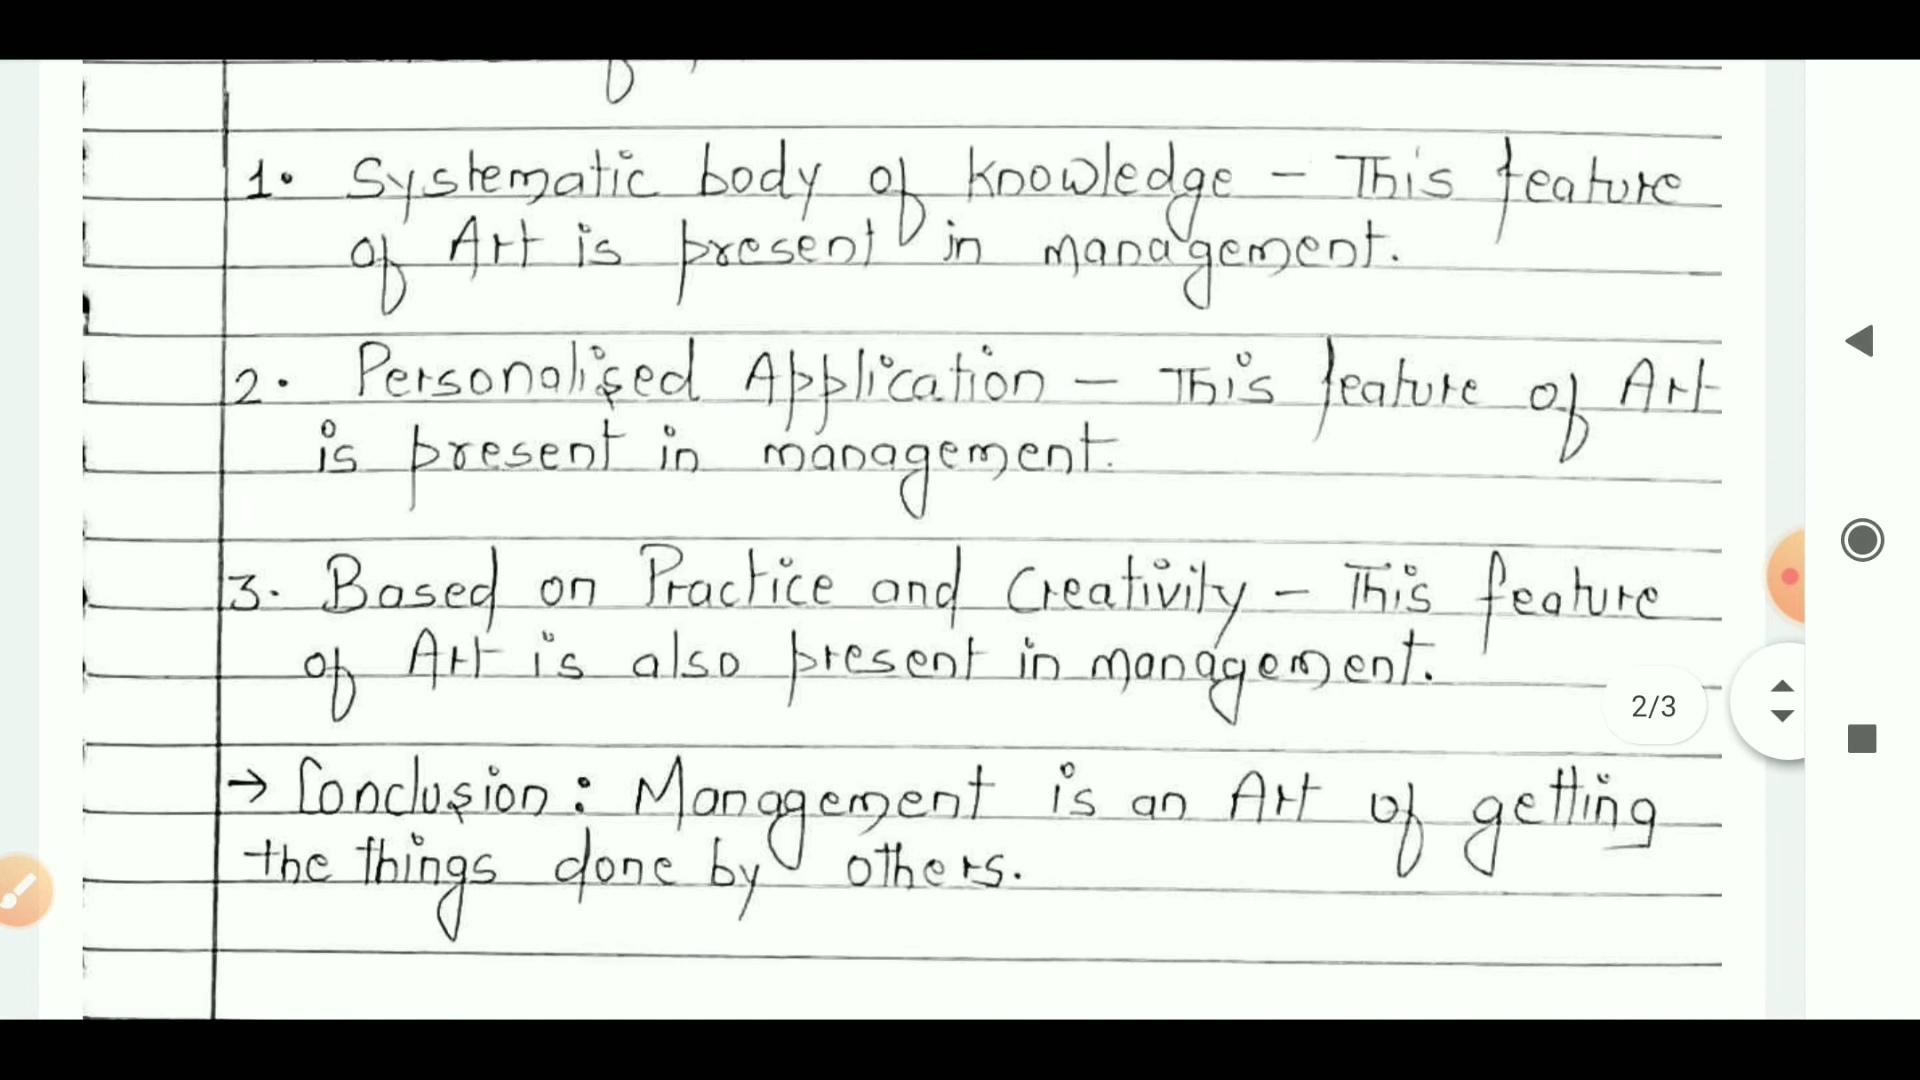 1. Systematic body of knowledge - This feature
of Art is present in management.
2. Personalised Application - This feature of Art
is present in management.
3. Based on Practice and Creativity - This feature
of Art is also present in management.
2/3
→ Conclusion: Management is an Art of getting
the things done by others.